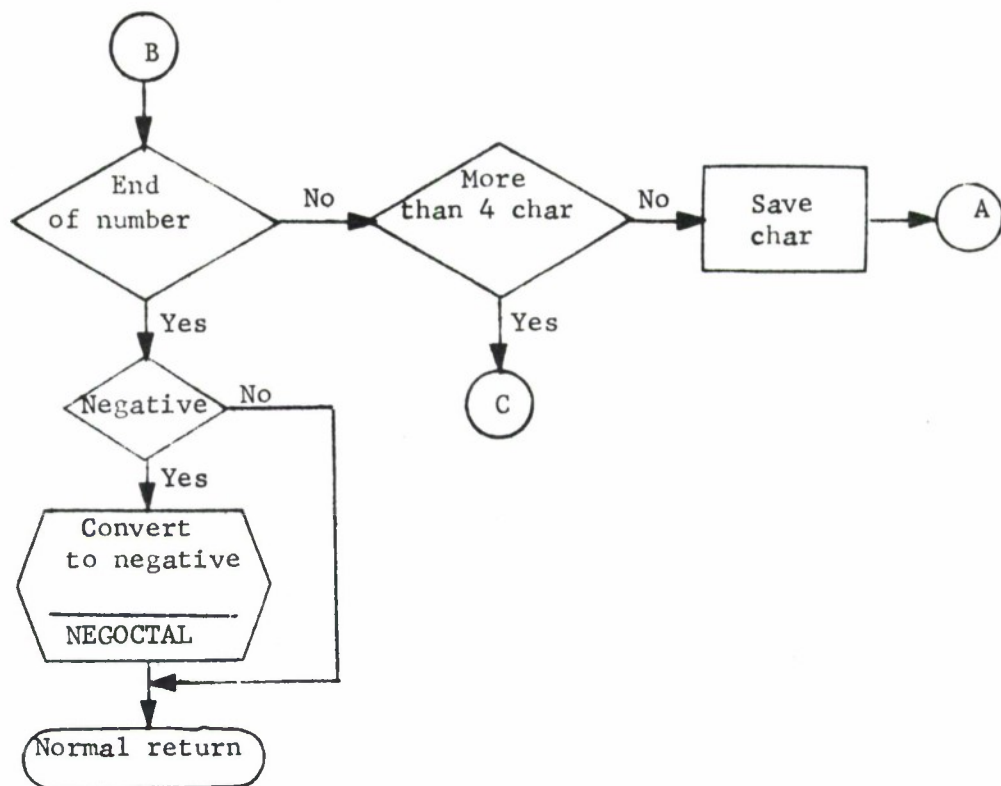 B
End
of number
No
More
than 4 char
No
Save
char
A
Yes
Yes
C
Negative
No
Yes
Convert
to negative
NEGOCTAL
Normal return